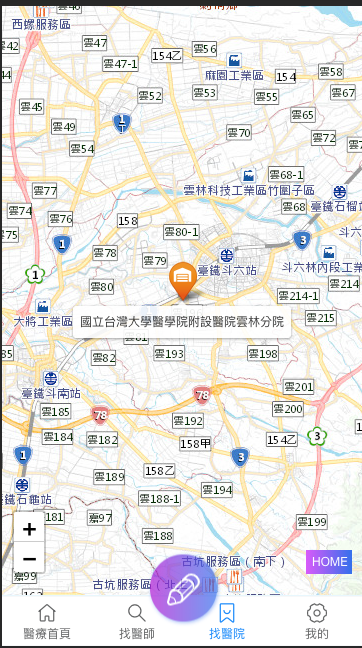 西螺服務區
雲47
154乙
雲56
雲47-1
麻園工業區
雲58
154
雲52
雲53
雲55
雲67
雲45
雲65
雲49
1
雲70
雲72
雲54
雲68-1
雲77
雲林科技工業區竹圍子區
雲68
臺鐵石榴
雲74
雲76
158
雲80-1
1
3
雲78
雲79
臺鐵斗六站
斗六林內段工業
1
雲80
雲214-1
雲214
大將工業區
國立台灣大學醫學院附設醫院雲林分院
雲215
雲82
雲193
雲198
臺鐵斗南站
78
雲201
雲185
78
雲200
雲184
雲182
雲192
158甲
154乙
3
1
3
158乙
雲189
雲194
臺鐵石龜站
雲188-1
181
嘉97
雲199
雲188
+
−
古坑服務區（南下）
HOME
嘉99
古坑服務區（北上
醫療首頁
找醫師
找醫院
我的